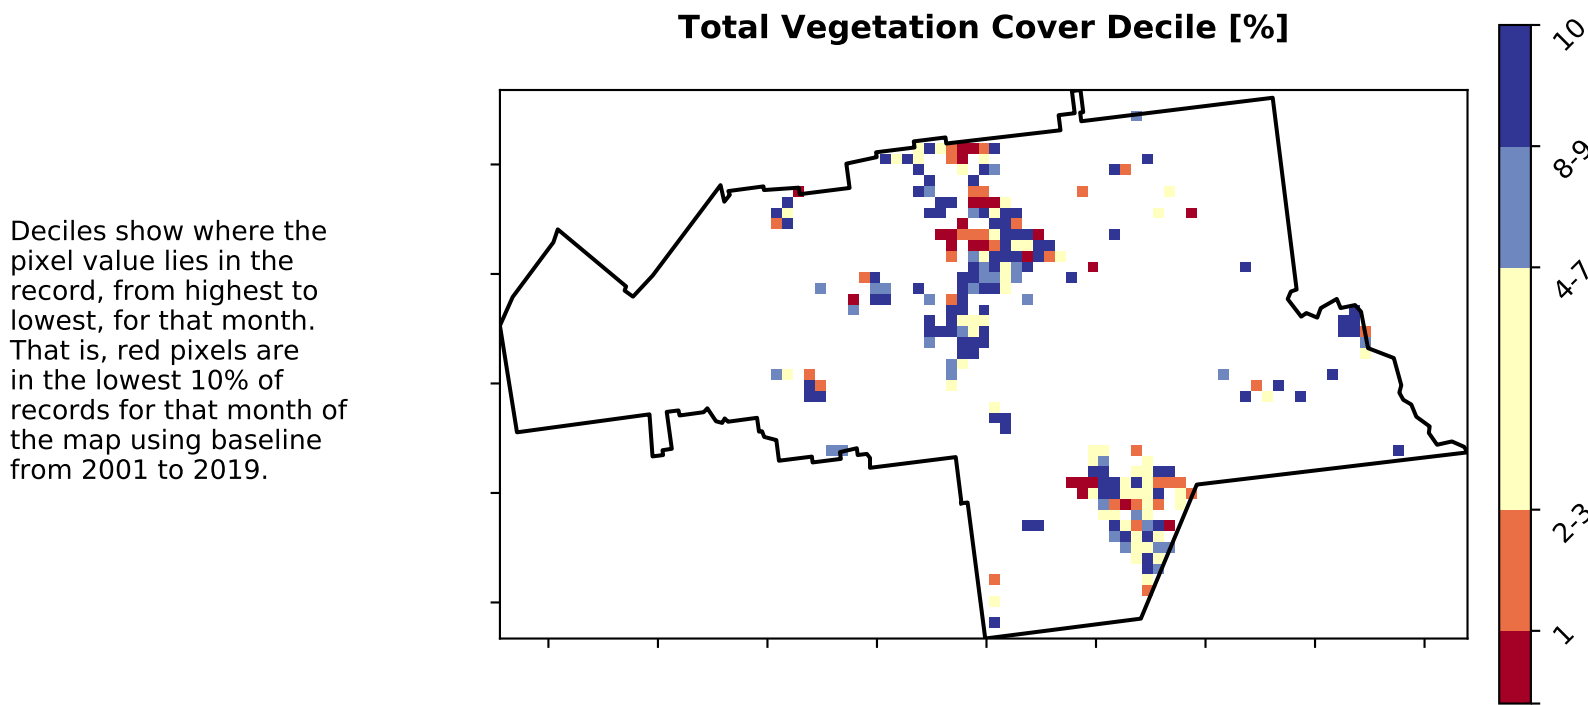 Total Vegetation Cover Decile [%]
Deciles show where the
pixel value lies in the
record, from highest to
lowest, for that month.
That is, red pixels are
in the lowest 10% of
records for that month of
the map using baseline
from 2001 to 2019.
10
8-9
4-7
2-3
1